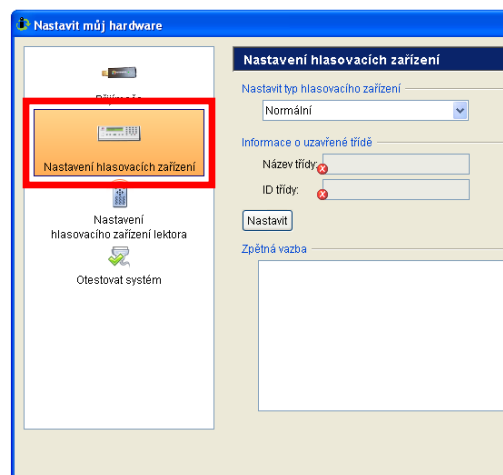 Nastavit můj hardware
Nastavení hlasovacích zařízení
Nastavit typ hlasovacího zařízení
Normální
Nastavení hlasovacích zařízení
Informace o uzavřené třídě
Název třídy:
ID třídy:
Nastavit
Nastavení
hlasovacího zařízení lektora
Zpětná vazba
Otestovat systém